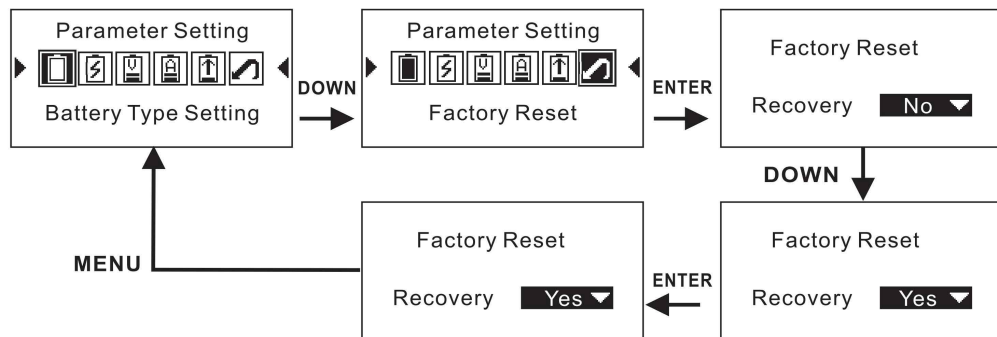 Parameter Setting
Battery Type Setting
DOWN
Parameter Setting
Factory Reset
ENTER
Factory Reset
Recovery No
DOWN
Factory Reset
Recovery Yes
ENTER
Factory Reset
Recovery Yes
MENU